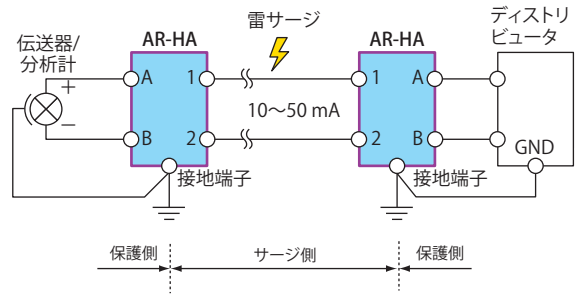 雷サージ
ディストリ
ビュータ
伝送器/
分析計
AR-HA
AR-HA
+
A
1
1
A
10〜50 mA
−
B
2
2
B
GND
接地端子
接地端子
保護側
サージ側
保護側